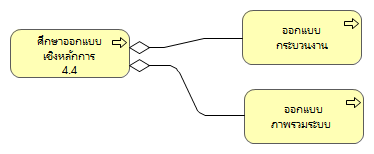 ศึกษาออกแบบ
เชิงหลักการ
4.4
ออกแบบ
กระบวนงาน
ออกแบบ
ภาพรวมระบบ